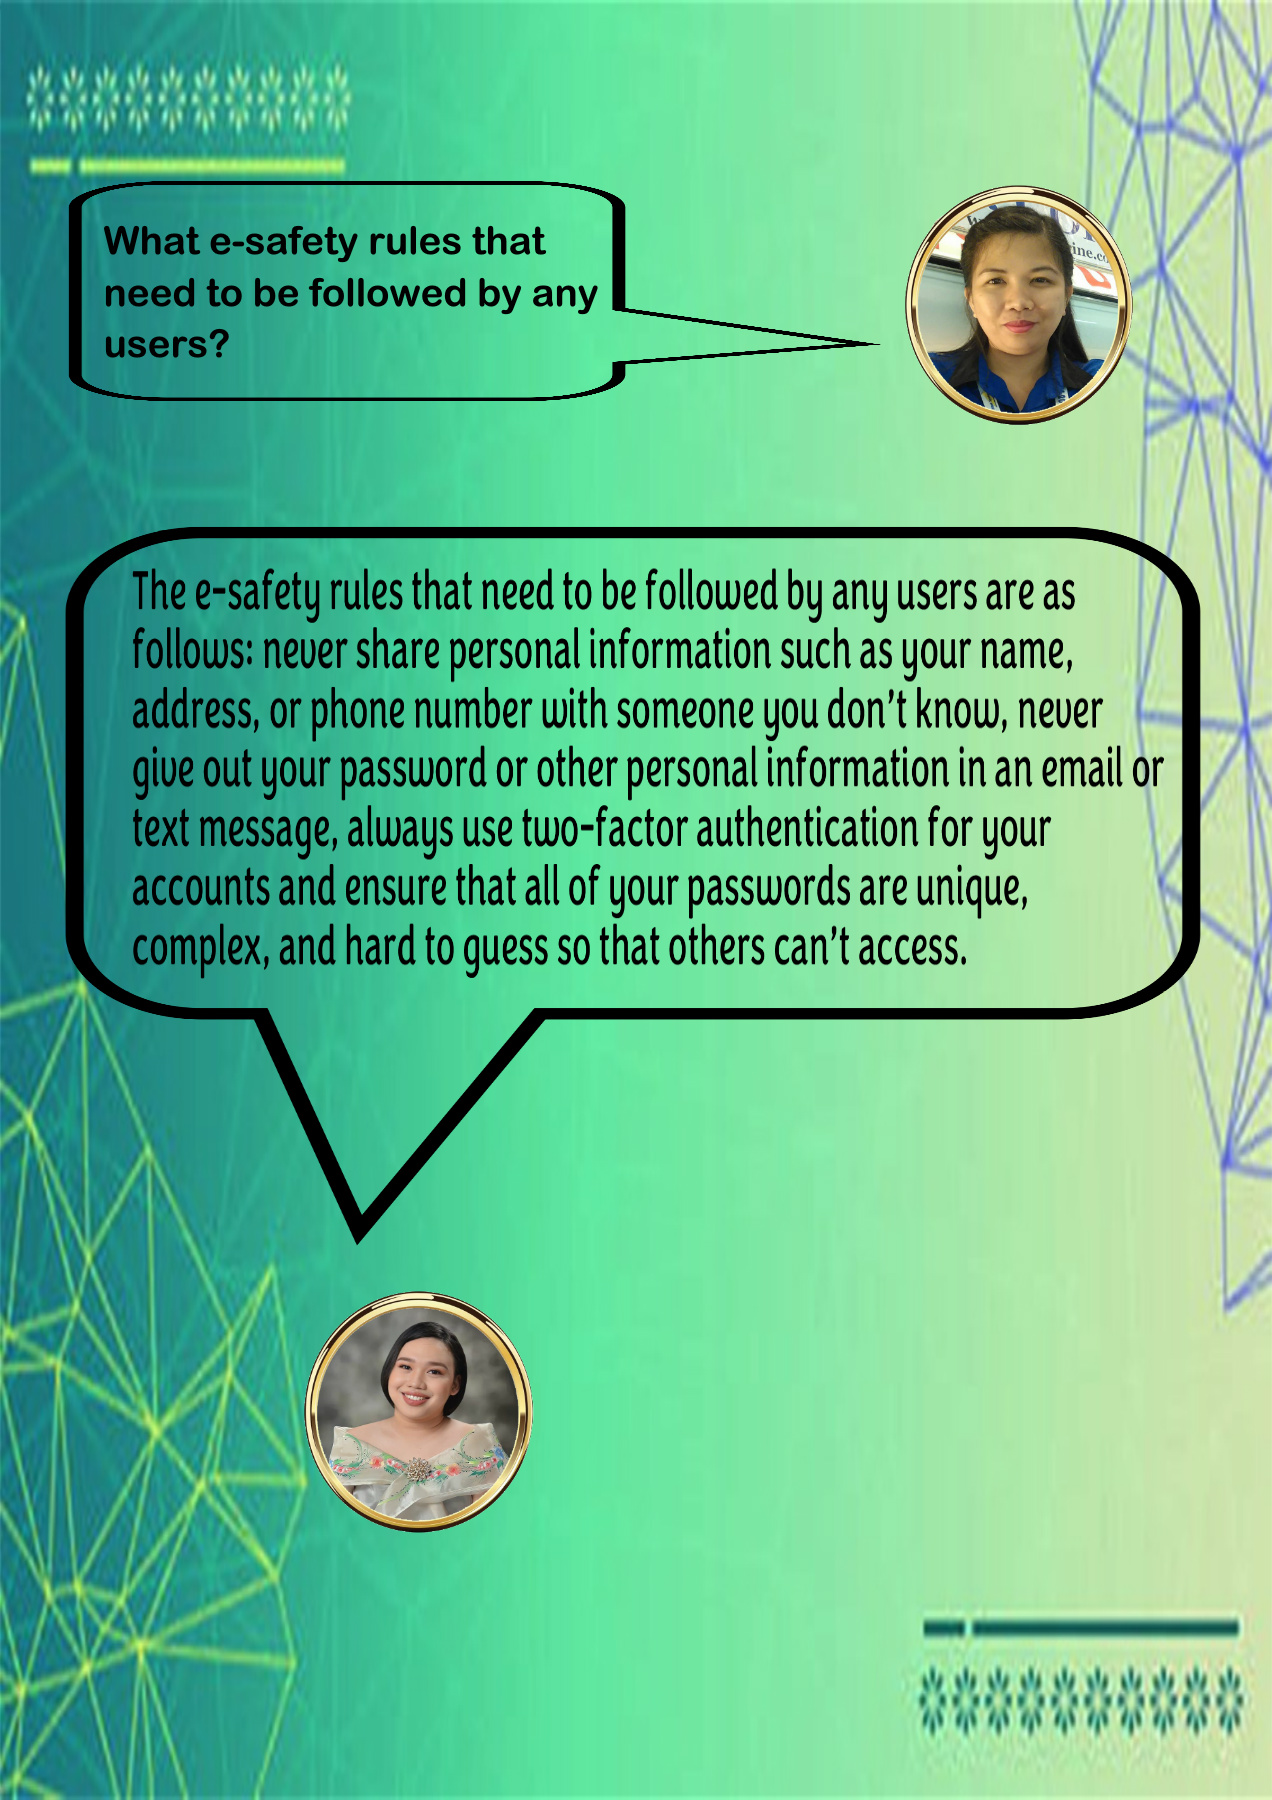 What e-safety rules that
need to be followed by any
users?
ine.co
The e-safety rules that need to be followed by any users are as
follows: never share personal information such as your name,
address, or phone number with someone you don't know, never
give out your password or other personal information in an email or
text message, always use two-factor authentication for your
accounts and ensure that all of your passwords are unique,
complex, and hard to guess so that others can't access.